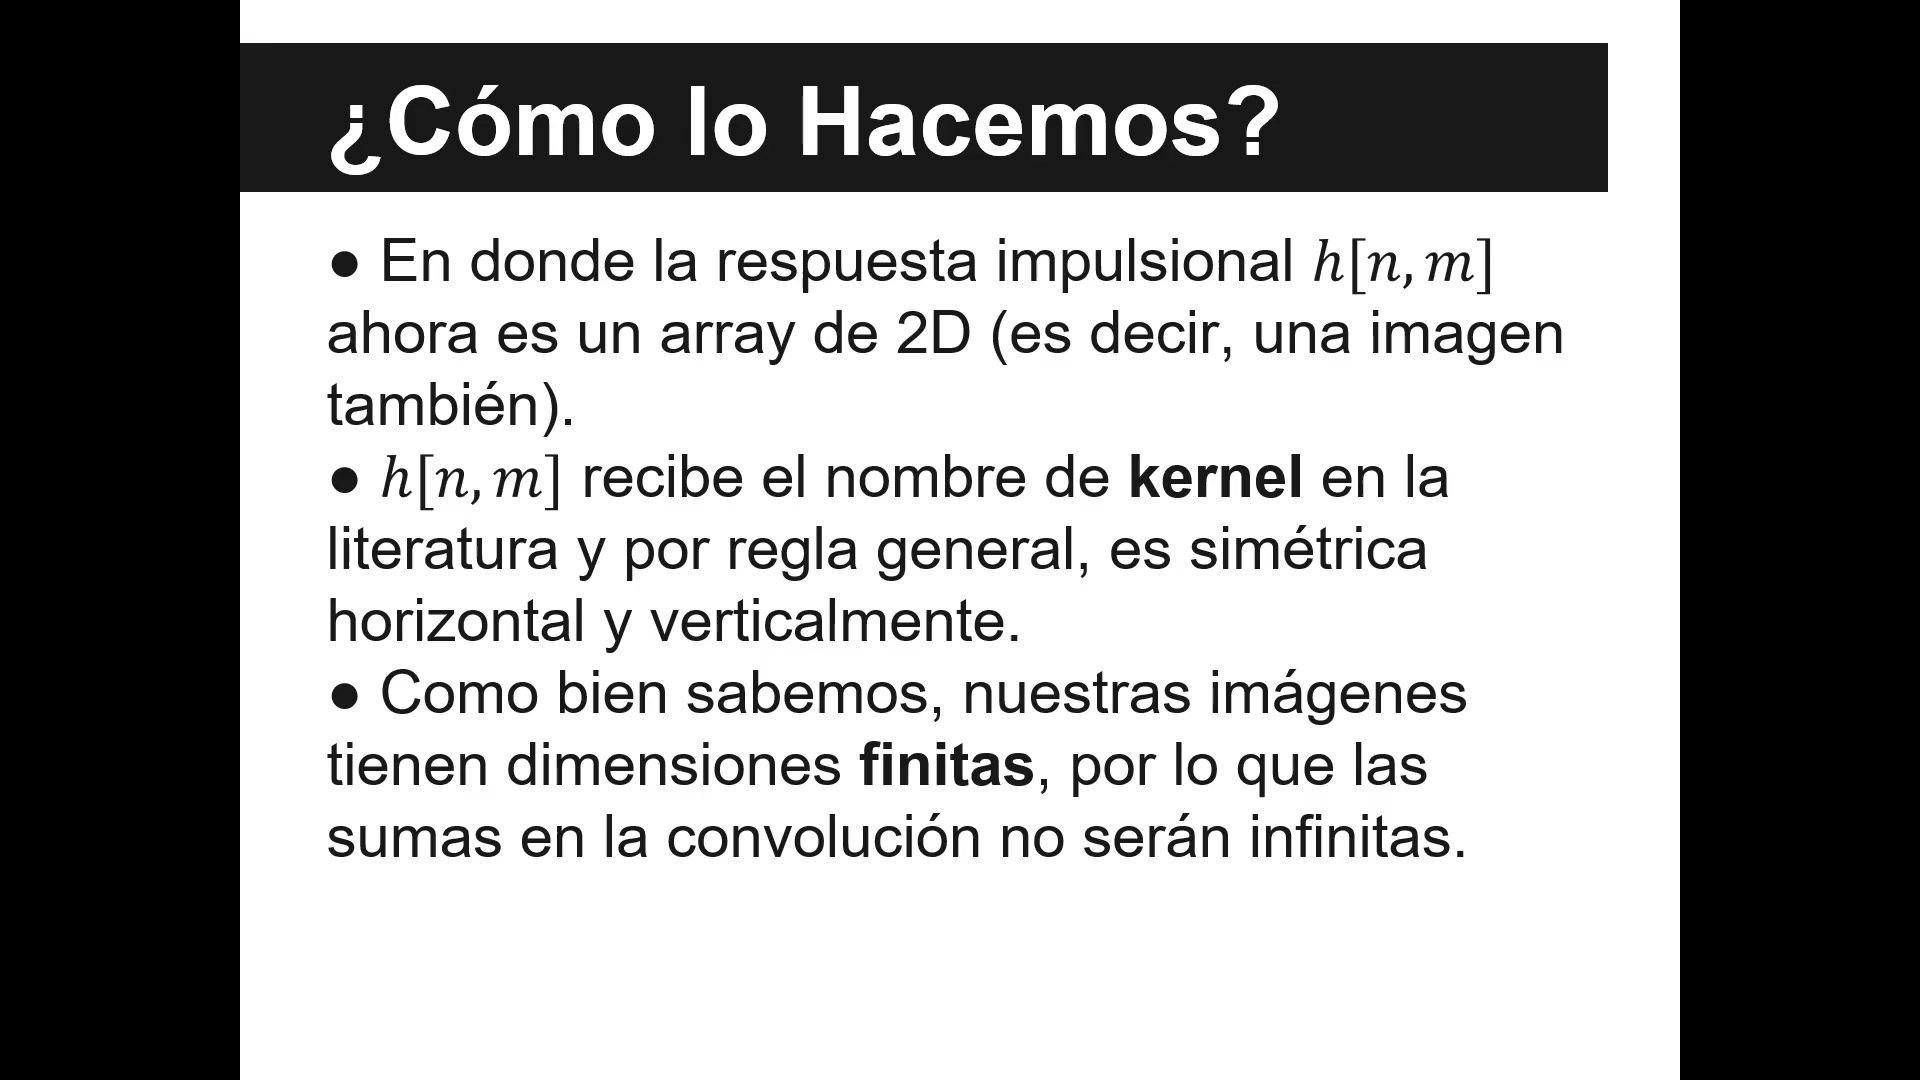 ¿Cómo lo Hacemos?
● En donde la respuesta impulsional h[n, m]
ahora es un array de 2D (es decir, una imagen
también).
● h[n, m] recibe el nombre de kernel en la
literatura y por regla general, es simétrica
horizontal y verticalmente.
● Como bien sabemos, nuestras imágenes
tienen dimensiones finitas, por lo que las
sumas en la convolución no serán infinitas.